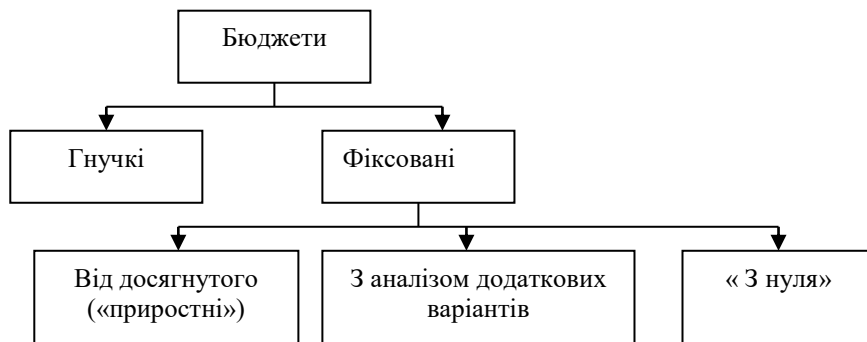 Бюджети
Гнучкі
Фіксовані
Від досягнутого
(«приростні»)
З аналізом додаткових
варіантів
« З нуля»